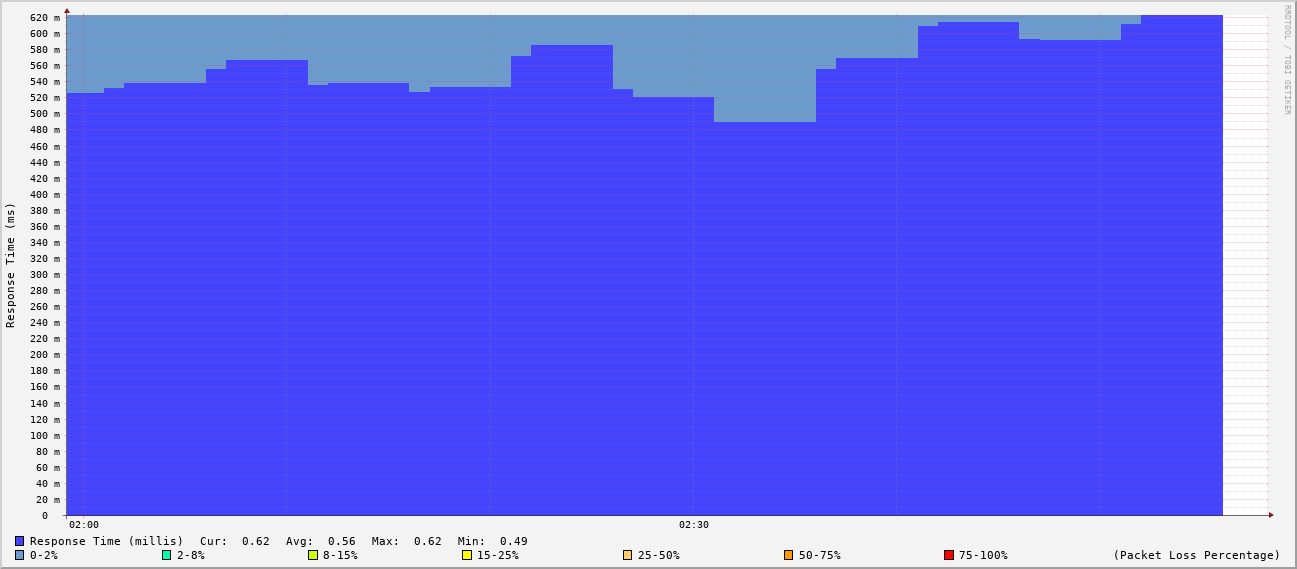 620 m
600 m
580 m
560 m
540 m
520 m
500 m
480 m
460 m
440 m
420 m
400 m
380 m
360 m
340 m
320 m
300 m
280 m
260 m
240 m
220 m
200 m
180 m
160 m
140 m
120 m
100 m
80 m
60 m
40 m
20 m
0
Response Time (ms)
RRDTOOL / TOBI OETIKER
02:00 02:30
Response Time (millis) Cur: 0.62 Avg: 0.56 Max: 0.62 Min: 0.49
0-2% 2-8% 8-15% 15-25% 25-50% 50-75% 75-100% (Packet Loss Percentage)